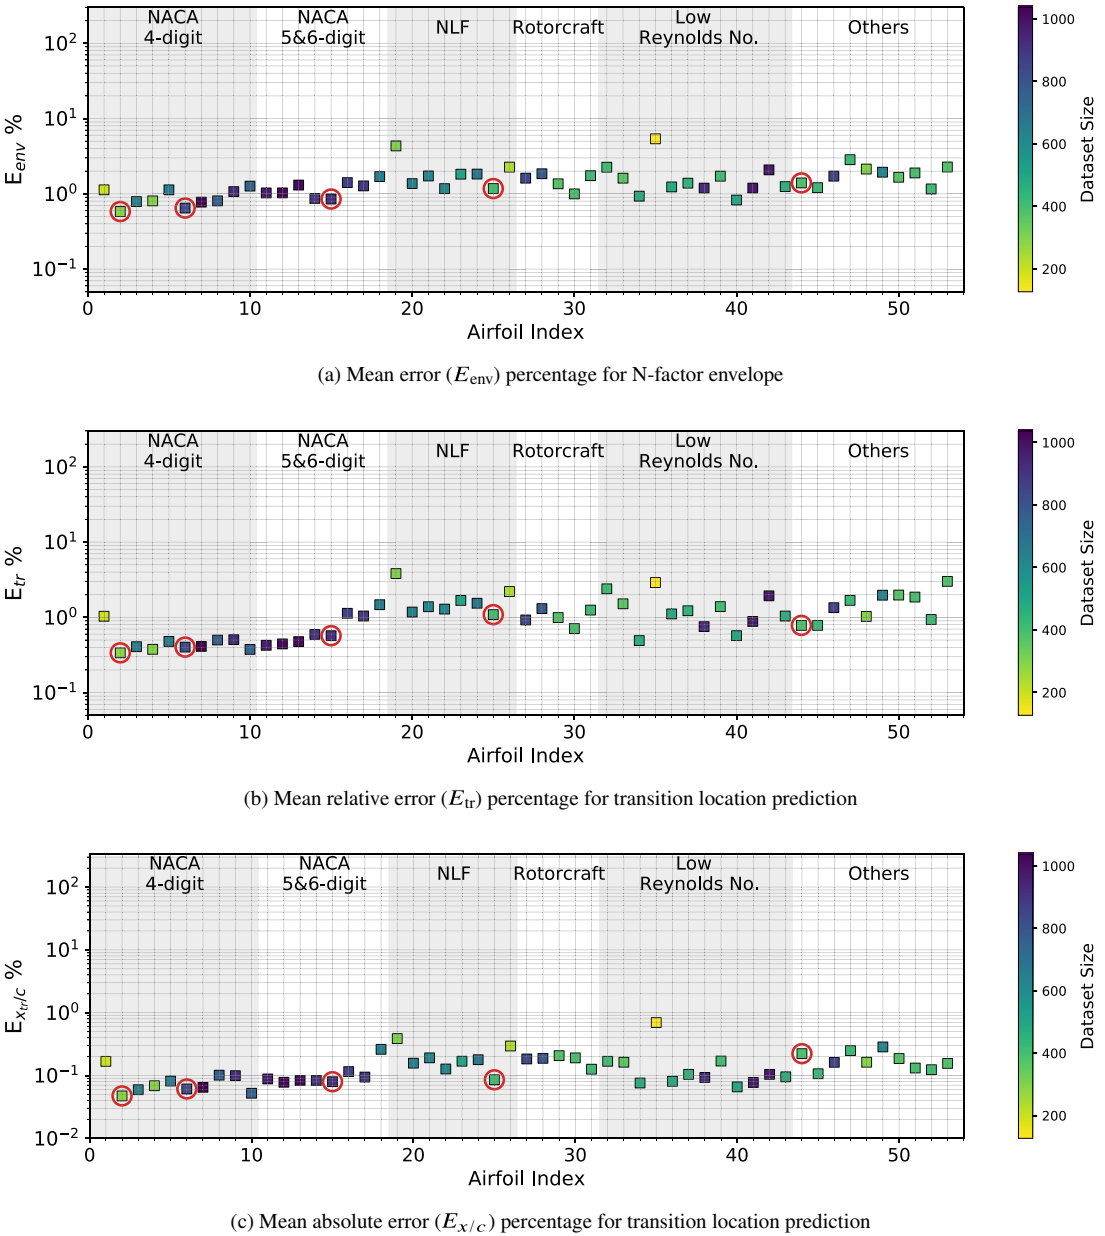 NACA
4-digit
NACA
5&6-digit
NLF
Rotorcraft
Low
Reynolds No.
Others
E_env %
10^2
10^1
10^0
10^-1
0 10 20 30 40 50
Airfoil Index
1000
800
600
400
200
Dataset Size
(a) Mean error (E_env) percentage for N-factor envelope
NACA
4-digit
NACA
5&6-digit
NLF
Rotorcraft
Low
Reynolds No.
Others
E_tr %
10^2
10^1
10^0
10^-1
0 10 20 30 40 50
Airfoil Index
1000
800
600
400
200
Dataset Size
(b) Mean relative error (E_tr) percentage for transition location prediction
NACA
4-digit
NACA
5&6-digit
NLF
Rotorcraft
Low
Reynolds No.
Others
E_x_tr/c %
10^2
10^1
10^0
10^-1
10^-2
0 10 20 30 40 50
Airfoil Index
1000
800
600
400
200
Dataset Size
(c) Mean absolute error (E_x/c) percentage for transition location prediction